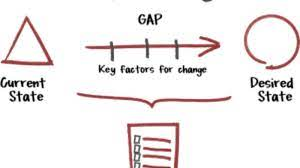 GAP
Key factors for change
Current
State
Desired
State